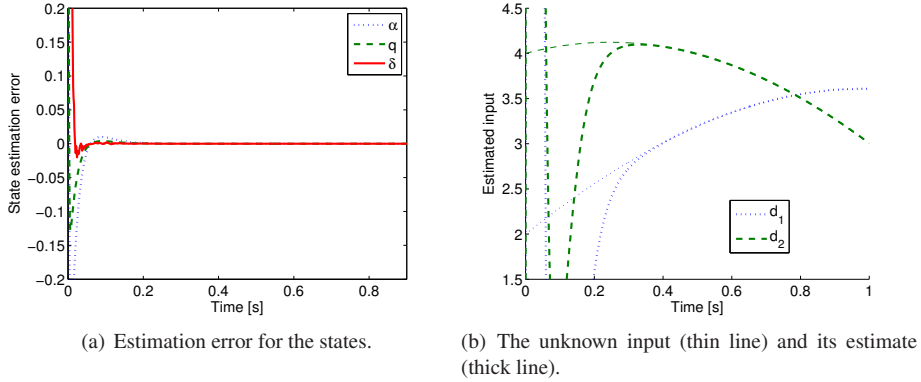 0.2
0.15
0.1
0.05
0
−0.05
−0.1
−0.15
−0.2
State estimation error
α
q
δ
0 0.2 0.4 0.6 0.8
Time [s]
(a) Estimation error for the states.
4.5
4
3.5
3
2.5
2
1.5
Estimated input
d_1
d_2
0 0.2 0.4 0.6 0.8 1
Time [s]
(b) The unknown input (thin line) and its estimate
(thick line).